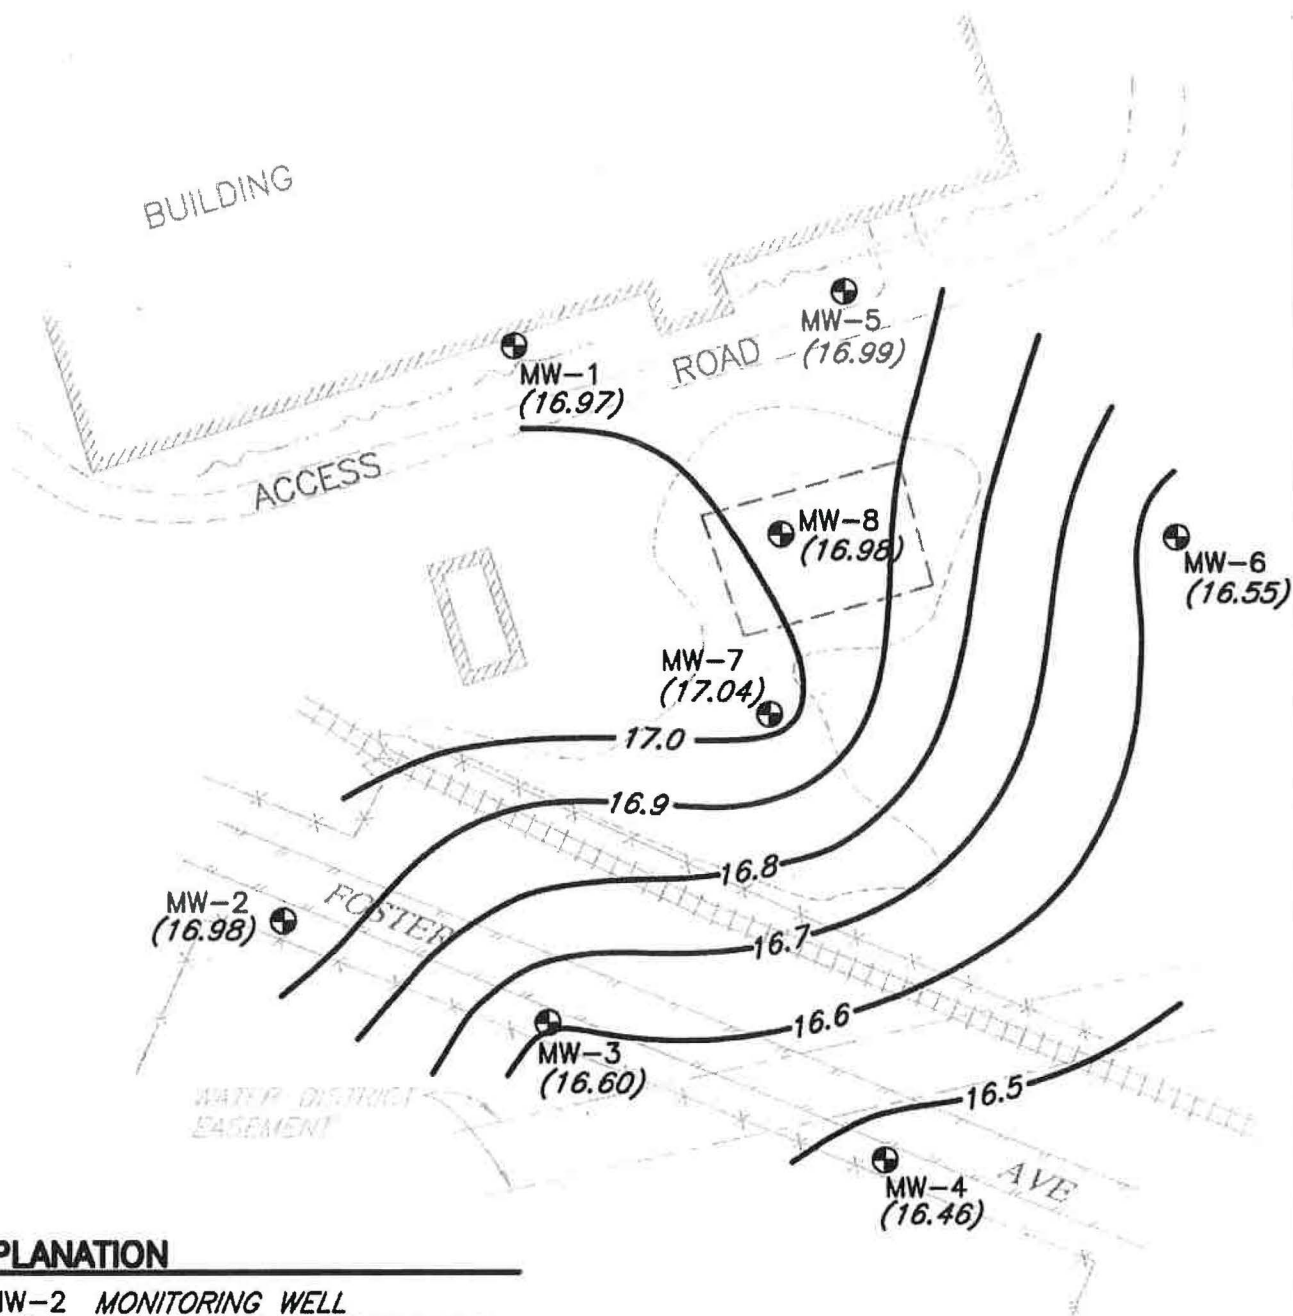 BUILDING
MW-5
(16.99)
MW-1
(16.97)
ROAD
ACCESS
MW-8
(16.98)
MW-6
(16.55)
MW-7
(17.04)
17.0
16.9
16.8
MW-2
(16.98)
FOSTER
16.7
16.6
MW-3
(16.60)
WATER DISTRICT
EASEMENT
16.5
AVE
MW-4
(16.46)
PLANATION
MW-2 MONITORING WELL